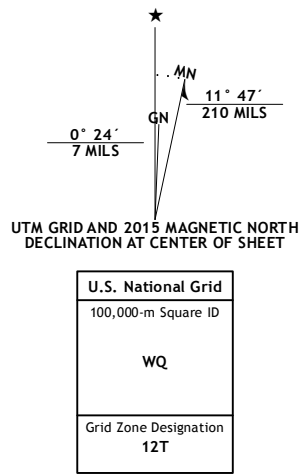 ★
MN
GN
11° 47´
210 MILS
0° 24´
7 MILS
UTM GRID AND 2015 MAGNETIC NORTH
DECLINATION AT CENTER OF SHEET
U.S. National Grid
100,000-m Square ID
WQ
Grid Zone Designation
12T